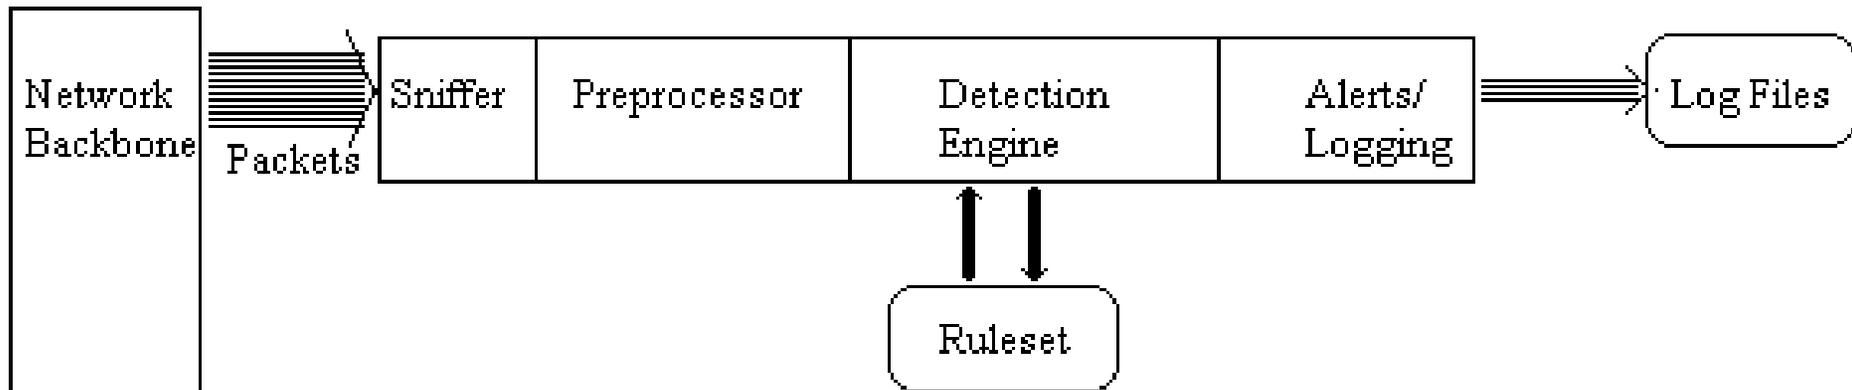 Network
Backbone
Packets
Sniffer
Preprocessor
Detection
Engine
Alerts/
Logging
Log Files
Ruleset